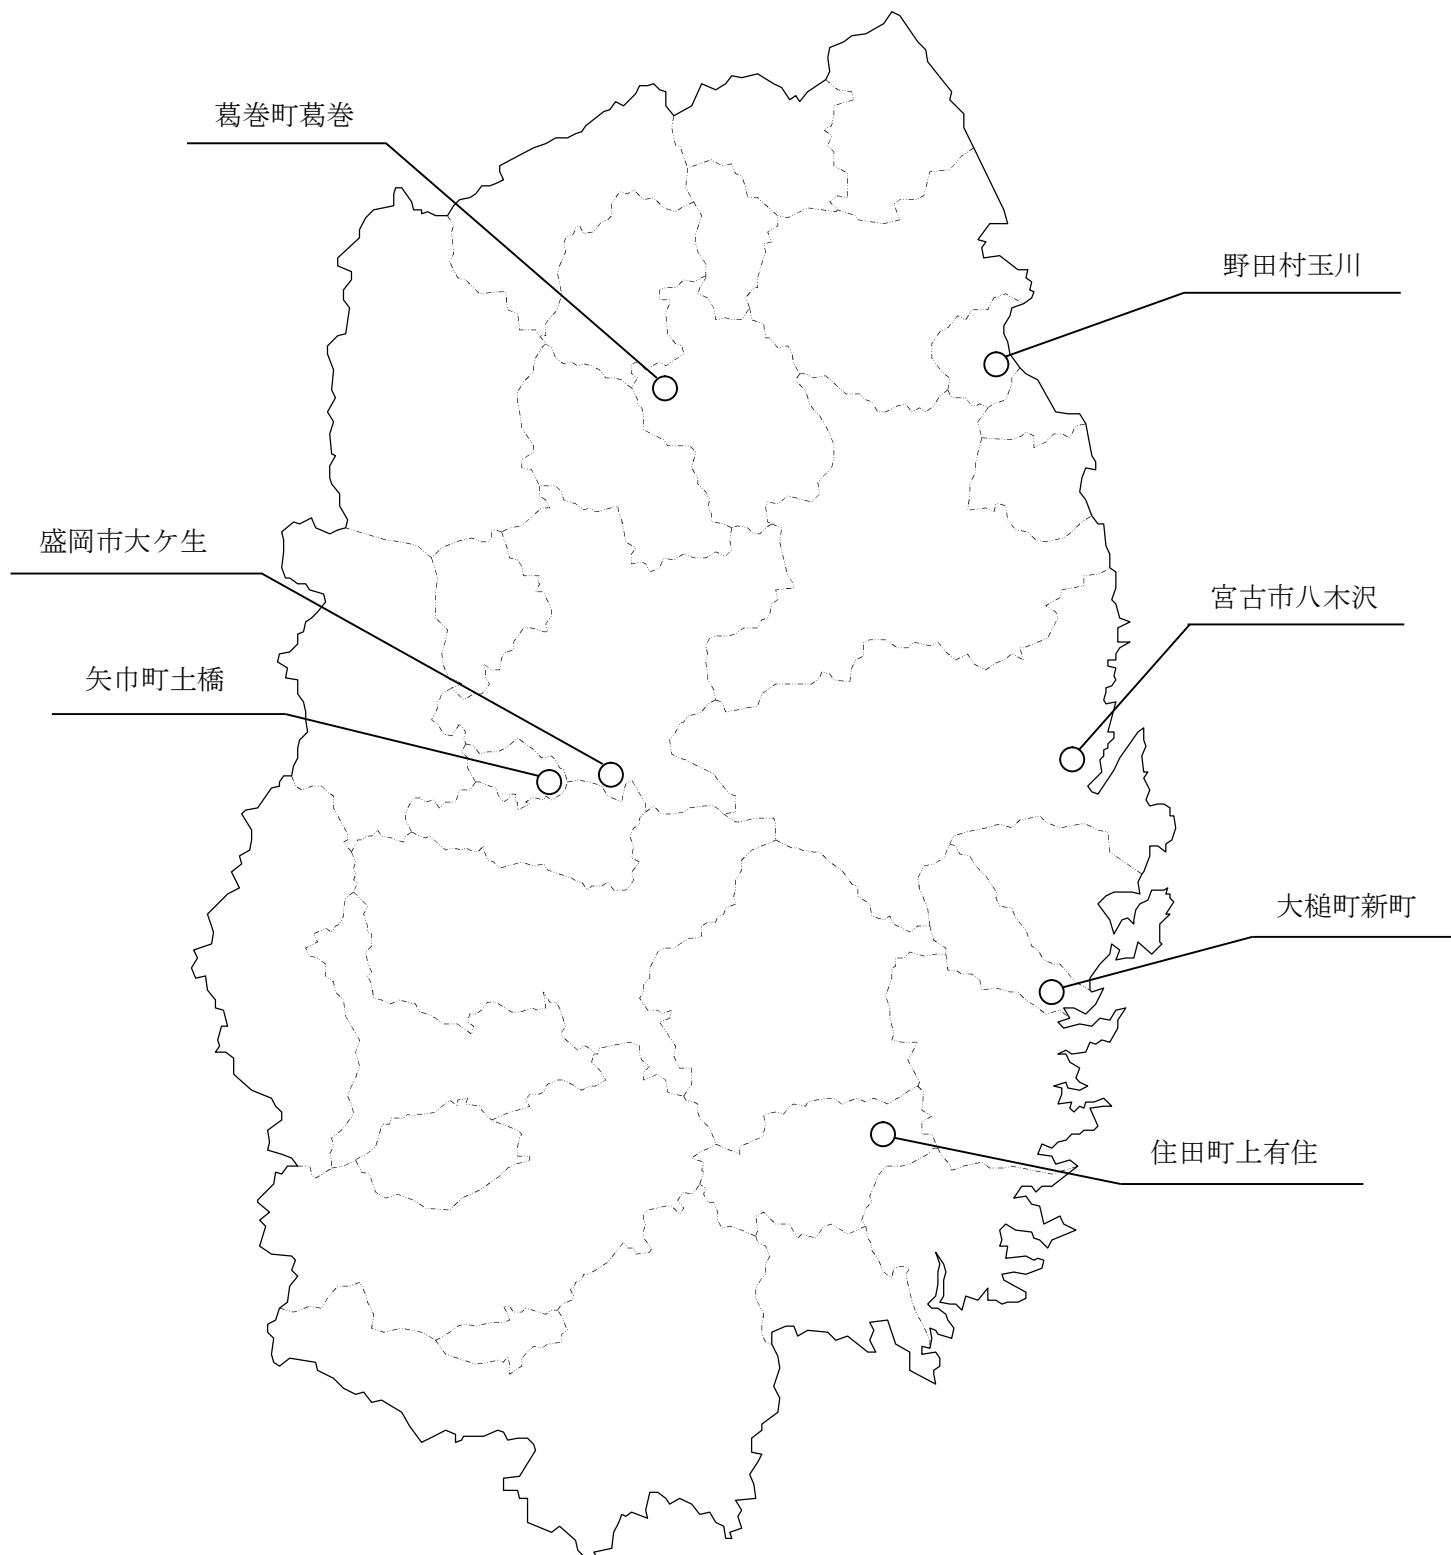 葛巻町葛巻
野田村玉川
盛岡市大ケ生
宮古市八木沢
矢巾町土橋
大槌町新町
住田町上有住